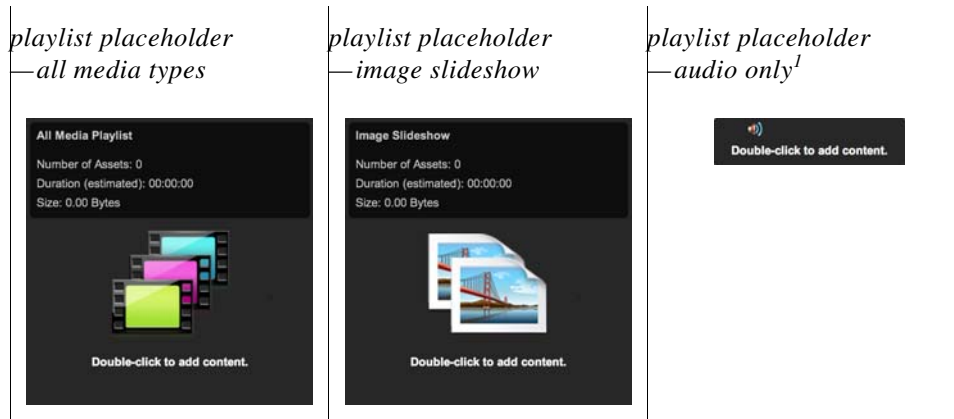 playlist placeholder
—all media types
All Media Playlist
Number of Assets: 0
Duration (estimated): 00:00:00
Size: 0.00 Bytes
Double-click to add content.
playlist placeholder
—image slideshow
Image Slideshow
Number of Assets: 0
Duration (estimated): 00:00:00
Size: 0.00 Bytes
Double-click to add content.
playlist placeholder
—audio only1
Double-click to add content.